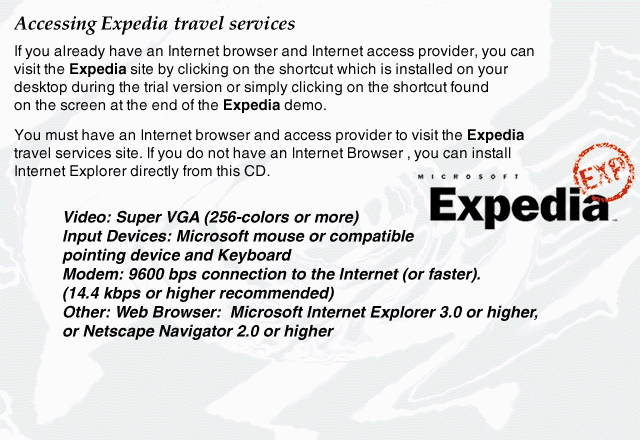 Accessing Expedia travel services
If you already have an Internet browser and Internet access provider, you can
visit the Expedia site by clicking on the shortcut which is installed on your
desktop during the trial version or simply clicking on the shortcut found
on the screen at the end of the Expedia demo.
You must have an Internet browser and access provider to visit the Expedia
travel services site. If you do not have an Internet Browser , you can install
Internet Explorer directly from this CD.
EXP
MICROSOFT
Expedia™
Video: Super VGA (256-colors or more)
Input Devices: Microsoft mouse or compatible
pointing device and Keyboard
Modem: 9600 bps connection to the Internet (or faster).
(14.4 kbps or higher recommended)
Other: Web Browser:  Microsoft Internet Explorer 3.0 or higher,
or Netscape Navigator 2.0 or higher